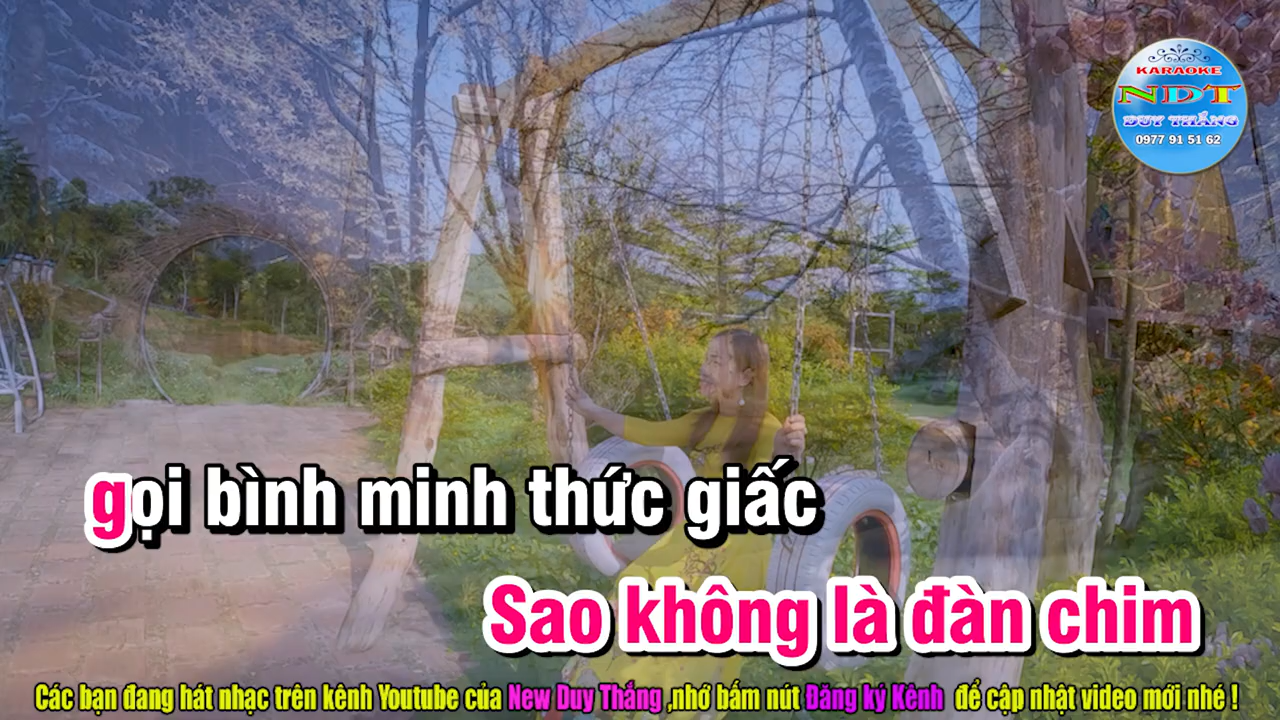 KARAOKE
NDT
DUY THẮNG
0977 91 51 62
gọi bình minh thức giấc
Sao không là đàn chim
Các bạn đang hát nhạc trên kênh Youtube của New Duy Thắng ,nhớ bấm nút Đăng ký Kênh để cập nhật video mới nhé !